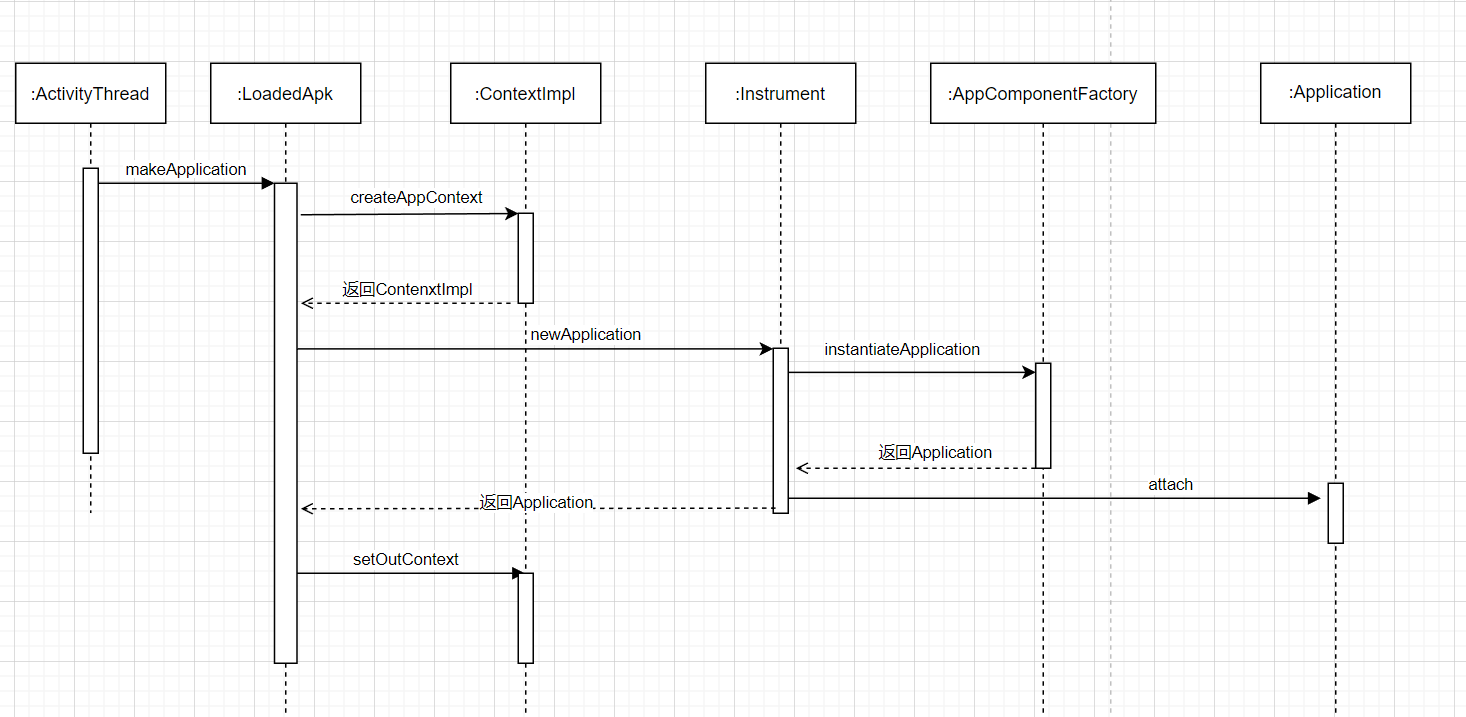 :ActivityThread
:LoadedApk
:ContextImpl
:Instrument
:AppComponentFactory
:Application
makeApplication
createAppContext
返回ContenxtImpl
newApplication
instantiateApplication
返回Application
attach
返回Application
setOutContext